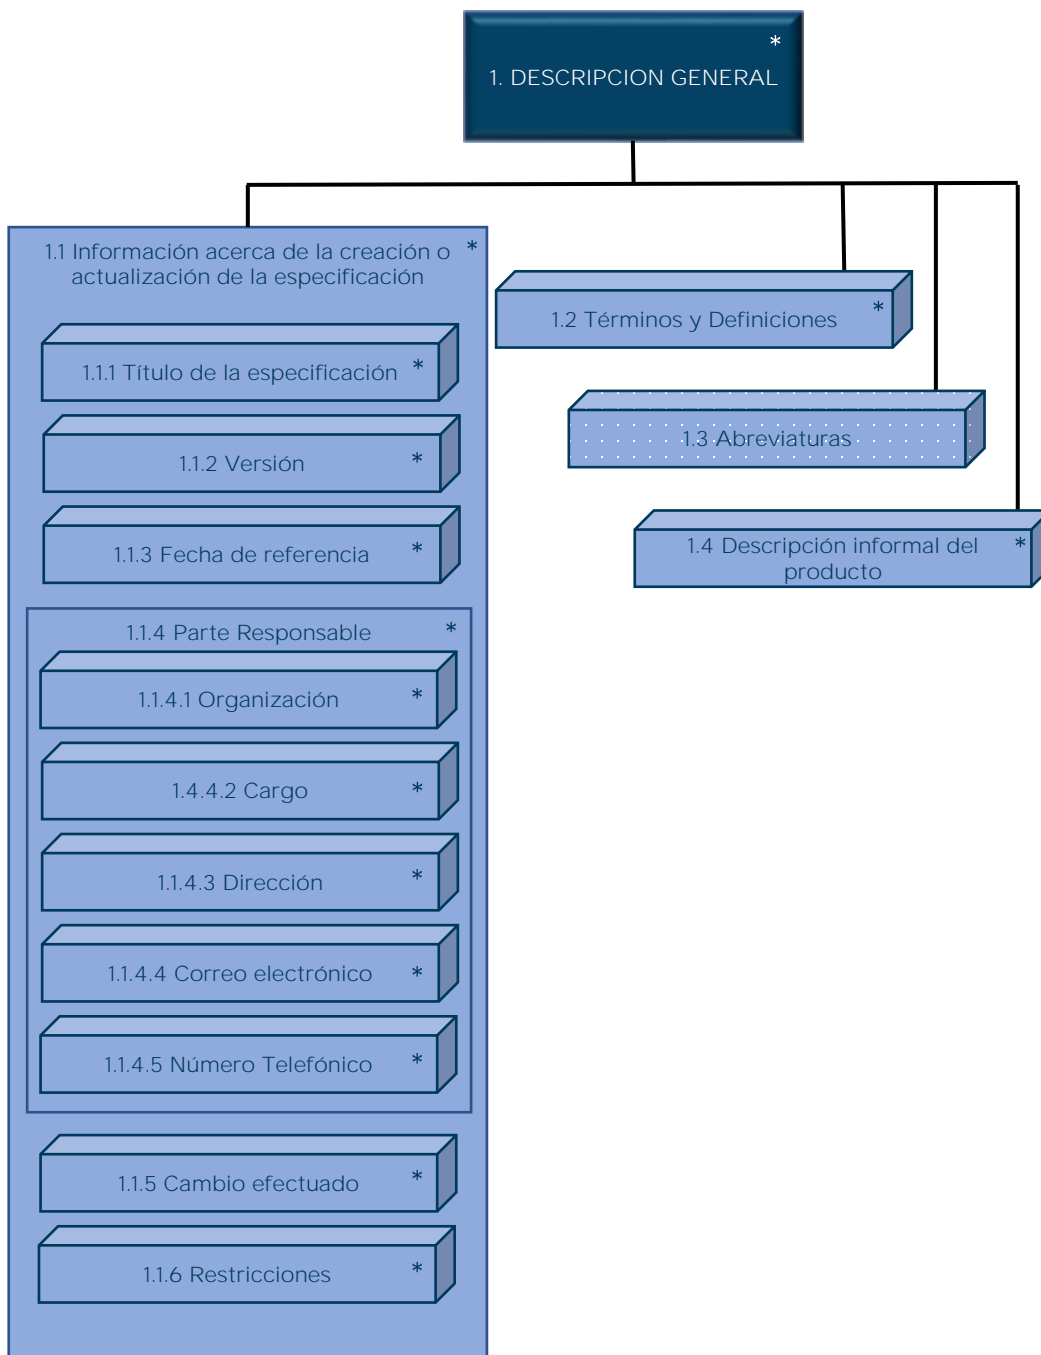 *
1. DESCRIPCION GENERAL
1.1 Información acerca de la creación o *
actualización de la especificación
1.1.1 Título de la especificación *
1.1.2 Versión *
1.1.3 Fecha de referencia *
1.1.4 Parte Responsable *
1.1.4.1 Organización *
1.4.4.2 Cargo *
1.1.4.3 Dirección *
1.1.4.4 Correo electrónico *
1.1.4.5 Número Telefónico *
1.1.5 Cambio efectuado *
1.1.6 Restricciones *
1.2 Términos y Definiciones *
1.3 Abreviaturas
1.4 Descripción informal del *
producto